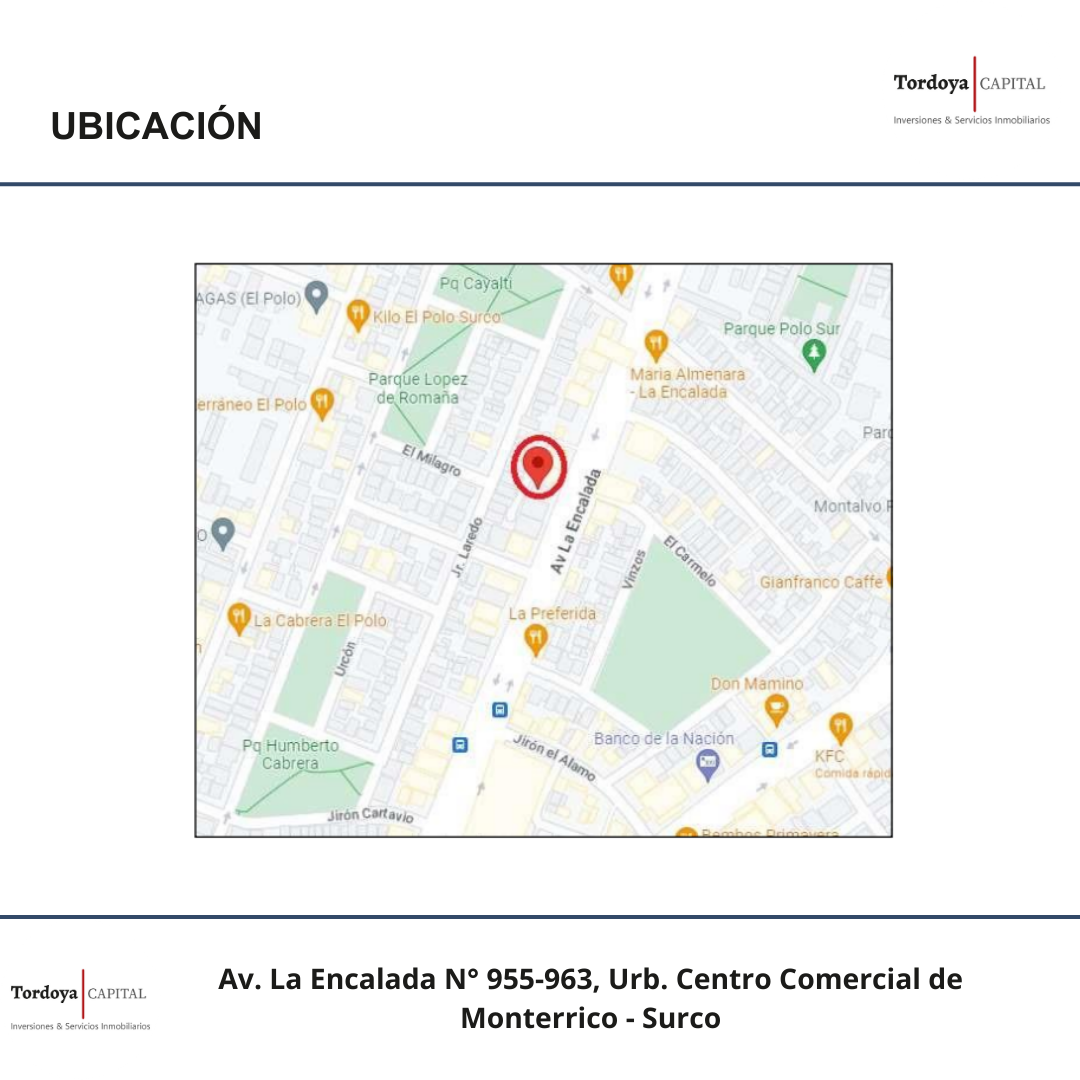 Tordoya CAPITAL
Inversiones & Servicios Inmobiliarios
UBICACIÓN
Pq Cayalti
AGAS (El Polo)
Kilo El Polo Surco
Parque Polo Sur
Maria Almenara
- La Encalada
Parque Lopez
de Romaña
erráneo El Polo
El Milagro
Av La Encalada
Montalvo
Jr. Laredo
El Carmelo
Vinzos
Gianfranco Caffe
La Preferida
La Cabrera El Polo
Urcón
Don Mamino
Banco de la Nación
Jirón el Alamo
Pq Humberto
Cabrera
KFC
Comida rápid
Jirón Cartavio
Bembos Primavera
Tordoya CAPITAL
Inversiones & Servicios Inmobiliarios
Av. La Encalada N° 955-963, Urb. Centro Comercial de
Monterrico - Surco